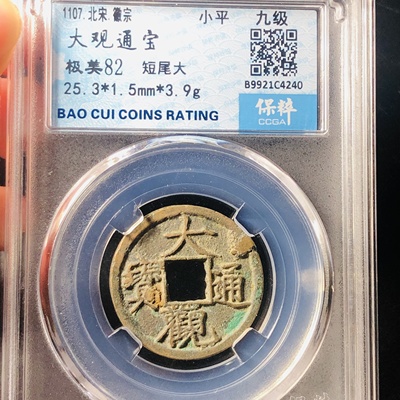 1107.北宋.徽宗 小平 九级
大观通宝
极美82 短尾大
25.3*1.5mm*3.9g
B9921C4240
BAO CUI COINS RATING
保粹
CCGA
大
寳 通
觀